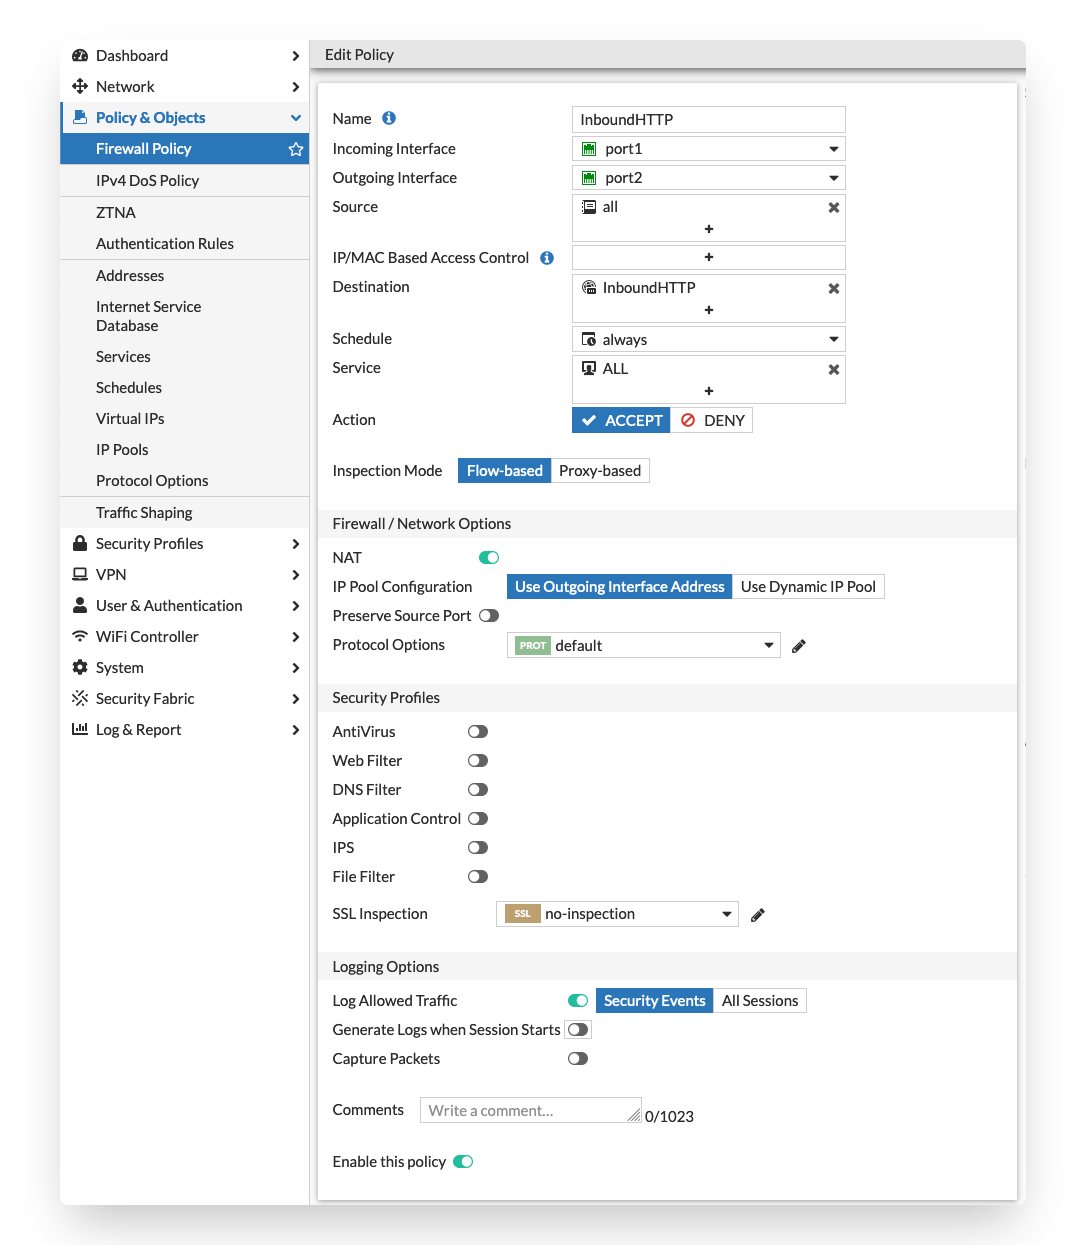 Dashboard
Network
Policy & Objects
Firewall Policy
IPv4 DoS Policy
ZTNA
Authentication Rules
Addresses
Internet Service
Database
Services
Schedules
Virtual IPs
IP Pools
Protocol Options
Traffic Shaping
Security Profiles
VPN
User & Authentication
WiFi Controller
System
Security Fabric
Log & Report
Edit Policy
Name InboundHTTP
Incoming Interface port1
Outgoing Interface port2
Source all
+
IP/MAC Based Access Control +
Destination InboundHTTP
+
Schedule always
Service ALL
+
Action ACCEPT DENY
Inspection Mode Flow-based Proxy-based
Firewall / Network Options
NAT
IP Pool Configuration Use Outgoing Interface Address Use Dynamic IP Pool
Preserve Source Port
Protocol Options PROT default
Security Profiles
AntiVirus
Web Filter
DNS Filter
Application Control
IPS
File Filter
SSL Inspection SSL no-inspection
Logging Options
Log Allowed Traffic Security Events All Sessions
Generate Logs when Session Starts
Capture Packets
Comments Write a comment... 0/1023
Enable this policy